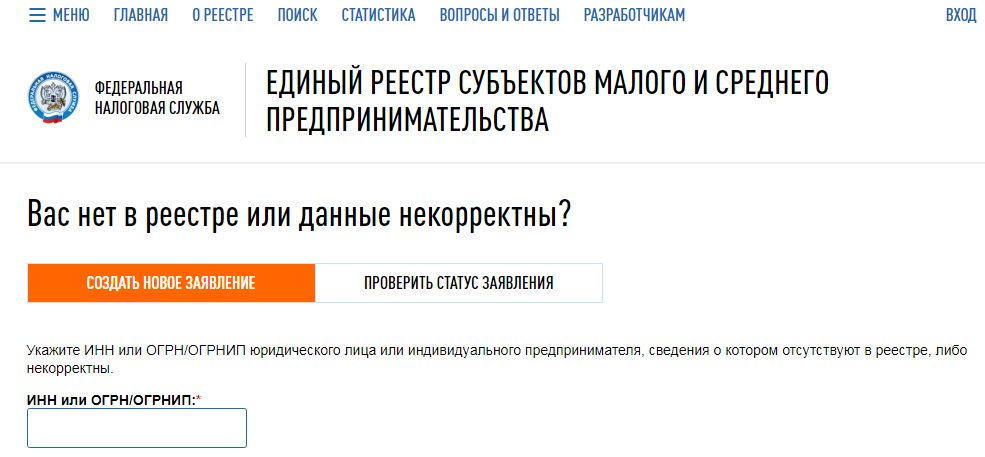 МЕНЮ ГЛАВНАЯ О РЕЕСТРЕ ПОИСК СТАТИСТИКА ВОПРОСЫ И ОТВЕТЫ РАЗРАБОТЧИКАМ ВХОД
ФЕДЕРАЛЬНАЯ
НАЛОГОВАЯ СЛУЖБА
ЕДИНЫЙ РЕЕСТР СУБЪЕКТОВ МАЛОГО И СРЕДНЕГО
ПРЕДПРИНИМАТЕЛЬСТВА
Вас нет в реестре или данные некорректны?
СОЗДАТЬ НОВОЕ ЗАЯВЛЕНИЕ ПРОВЕРИТЬ СТАТУС ЗАЯВЛЕНИЯ
Укажите ИНН или ОГРН/ОГРНИП юридического лица или индивидуального предпринимателя, сведения о котором отсутствуют в реестре, либо
некорректны.
ИНН или ОГРН/ОГРНИП:*